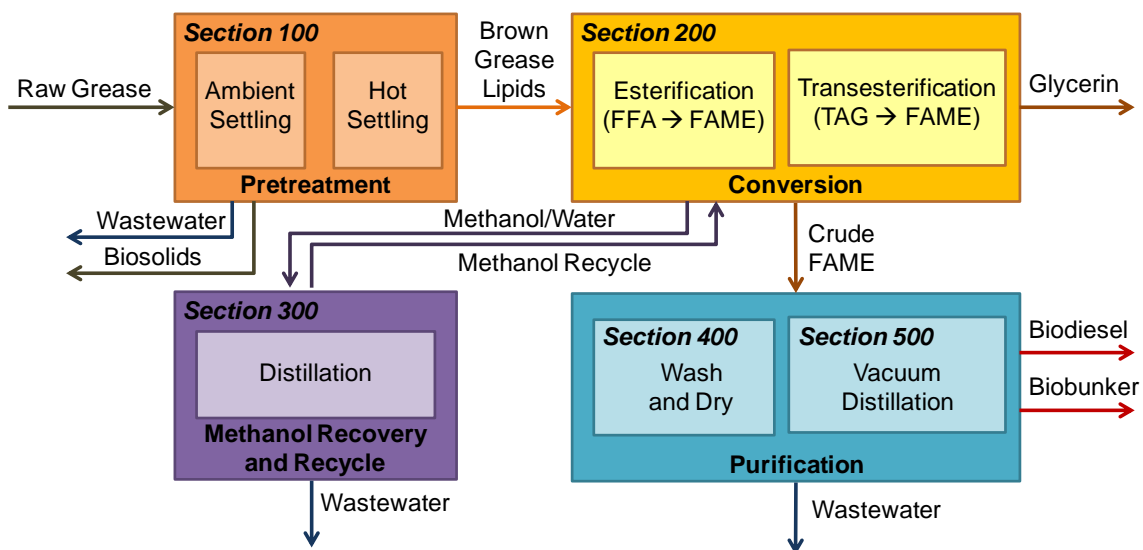 Raw Grease
Section 100
Ambient
Settling
Hot
Settling
Pretreatment
Wastewater
Biosolids
Brown
Grease
Lipids
Section 200
Esterification
(FFA → FAME)
Transesterification
(TAG → FAME)
Conversion
Glycerin
Methanol/Water
Methanol Recycle
Crude
FAME
Section 300
Distillation
Methanol Recovery
and Recycle
Wastewater
Section 400
Wash
and Dry
Section 500
Vacuum
Distillation
Purification
Biodiesel
Biobunker
Wastewater